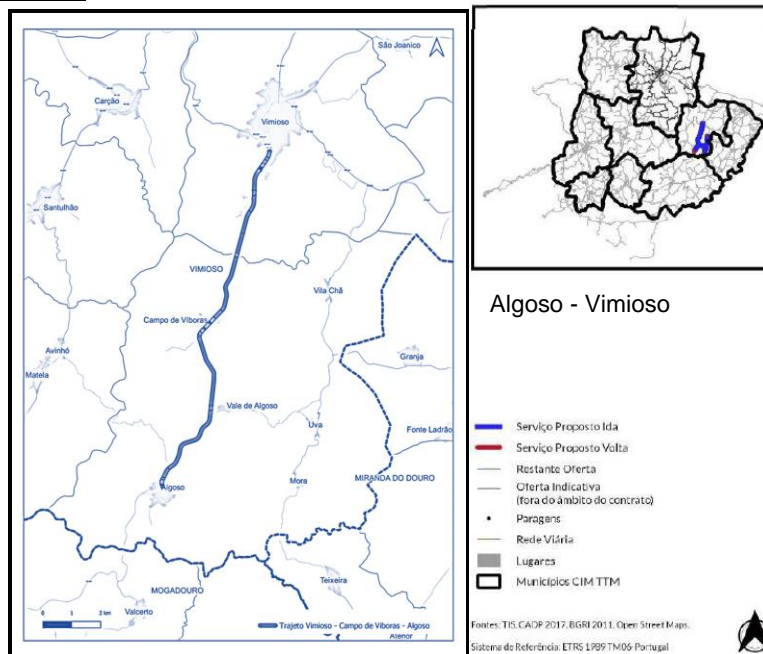 São Joanico
Carção
Vimioso
Santulhão
VIMIOSO
Vila Chã
Campo de Víboras
Avinhó
Granja
Matela
Vale de Algoso
Uva
Fonte Ladrão
Mora
MIRANDA DO DOURO
Algoso
Teixeira
MOGADOURO
Valcerto
0 1 2 km
Trajeto Vimioso - Campo de Víboras - Algoso
Atenor
Algoso - Vimioso
Serviço Proposto Ida
Serviço Proposto Volta
Restante Oferta
Oferta Indicativa
(fora do âmbito do contrato)
Paragens
Rede Viária
Lugares
Municípios CIM TTM
Fontes: TIS, CAOP 2017, BGRI 2011, Open Street Maps.
Sistema de Referência: ETRS 1989 TM06-Portugal